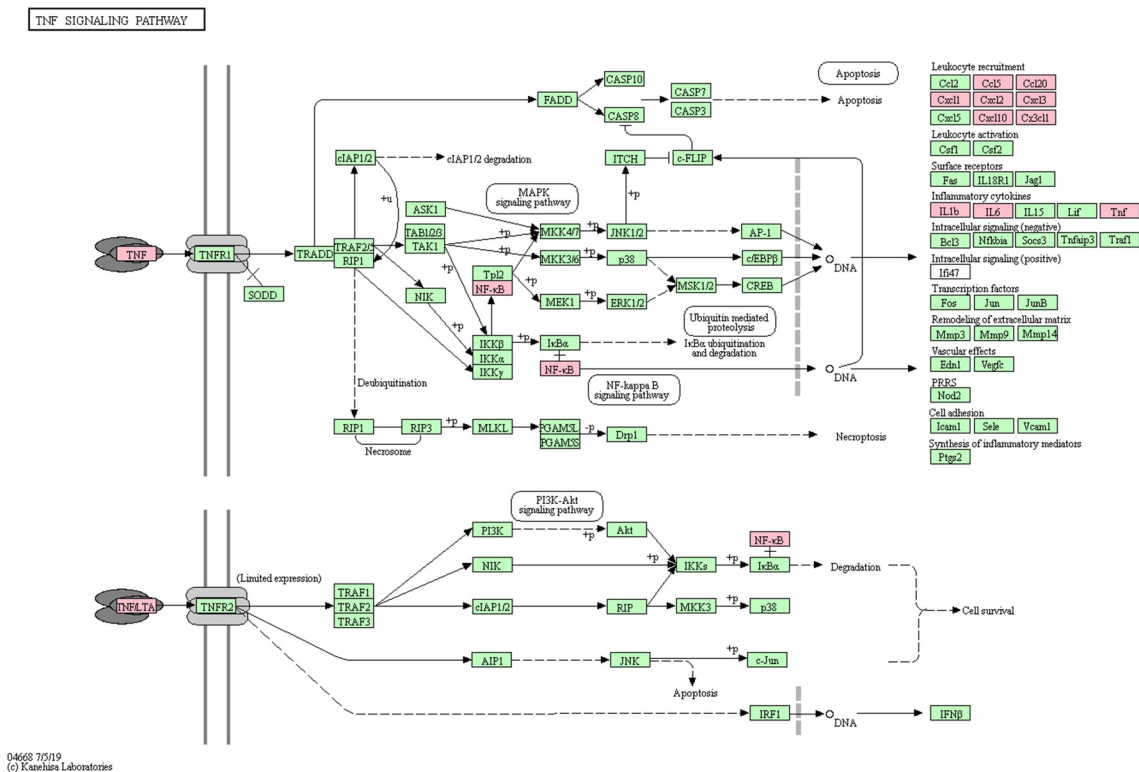 TNF SIGNALING PATHWAY
Apoptosis
CASP10
FADD
CASP7
CASP3
Apoptosis
CASP8
cIAP1/2
cIAP1/2 degradation
ITCH
c-FLIP
+u
+p
MAPK
signaling pathway
ASK1
TAB1/2/3
TAK1
+p
MKK4/7
+p
JNK1/2
AP-1
TNF
TNFR1
TRADD
TRAF2/5
RIP1
+p
MKK3/6
+p
p38
c/EBPβ
DNA
SODD
+p
Tpl2
NF-κB
+p
NIK
MEK1
+p
ERK1/2
MSK1/2
CREB
+p
Ubiquitin mediated
proteolysis
IKKβ
IKKα
IKKγ
+p
IκBα
IκBα ubiquitination
and degradation
NF-κB
DNA
Deubiquitination
NF-kappa B
signaling pathway
RIP1
RIP3
+p
MLKL
PGAM5L
PGAM5S
-p
Drp1
Necroptosis
Necrosome
Leukocyte recruitment
Ccl2 Ccl5 Ccl20
Cxcl1 Cxcl2 Cxcl3
Cxcl5 Cxcl10 Cx3cl1
Leukocyte activation
Csf1 Csf2
Surface receptors
Fas IL18R1 Jag1
Inflammatory cytokines
IL1b IL6 IL15 Lif Tnf
Intracellular signaling (negative)
Bcl3 Nfkbia Socs3 Tnfaip3 Traf1
Intracellular signaling (positive)
Ifi47
Transcription factors
Fos Jun JunB
Remodeling of extracellular matrix
Mmp3 Mmp9 Mmp14
Vascular effects
Edn1 Vegfc
PRRS
Nod2
Cell adhesion
Icam1 Sele Vcam1
Synthesis of inflammatory mediators
Ptgs2
PI3K-Akt
signaling pathway
PI3K
+p
Akt
NF-κB
NIK
+p
IKKs
+p
IκBα
Degradation
(Limited expression)
TNF/LTA
TNFR2
TRAF1
TRAF2
TRAF3
cIAP1/2
RIP
MKK3
+p
p38
Cell survival
AIP1
JNK
+p
c-Jun
Apoptosis
IRF1
DNA
IFNβ
04668 7/5/19
(c) Kanehisa Laboratories